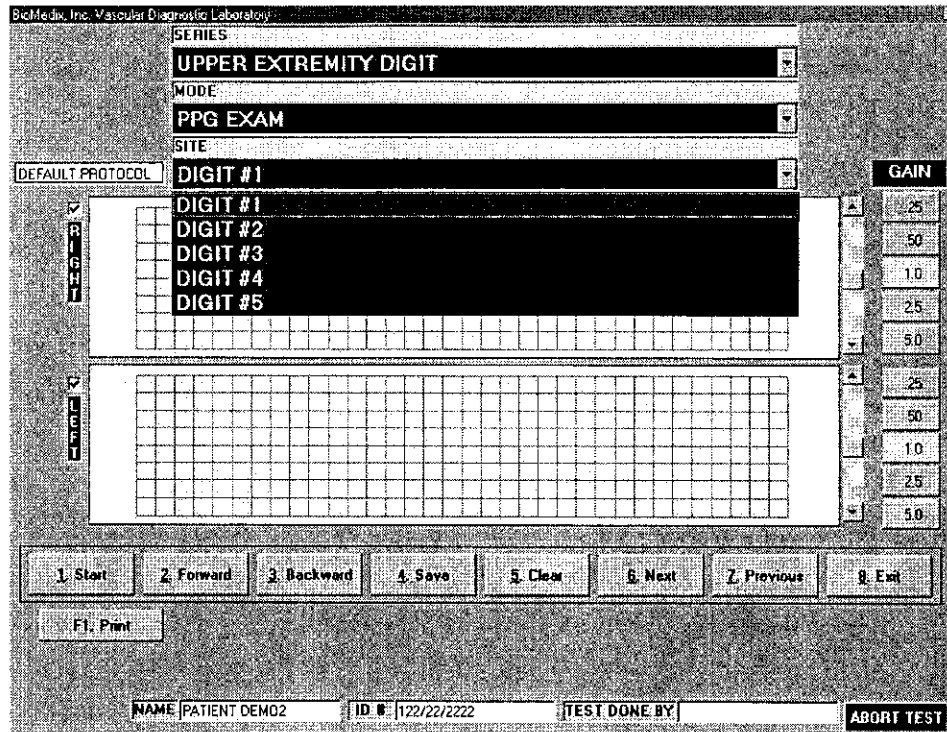 BioMedix, Inc. Vascular Diagnostic Laboratory
SERIES
UPPER EXTREMITY DIGIT
MODE
PPG EXAM
SITE
DEFAULT PROTOCOL
DIGIT #1
GAIN
DIGIT #1
DIGIT #2
DIGIT #3
DIGIT #4
DIGIT #5
RIGHT
.25
.50
1.0
2.5
5.0
LEFT
.25
.50
1.0
2.5
5.0
1. Start
2. Forward
3. Backward
4. Save
5. Clear
6. Next
7. Previous
8. Exit
F1. Print
NAME PATIENT DEMO2
ID # 122/22/2222
TEST DONE BY
ABORT TEST